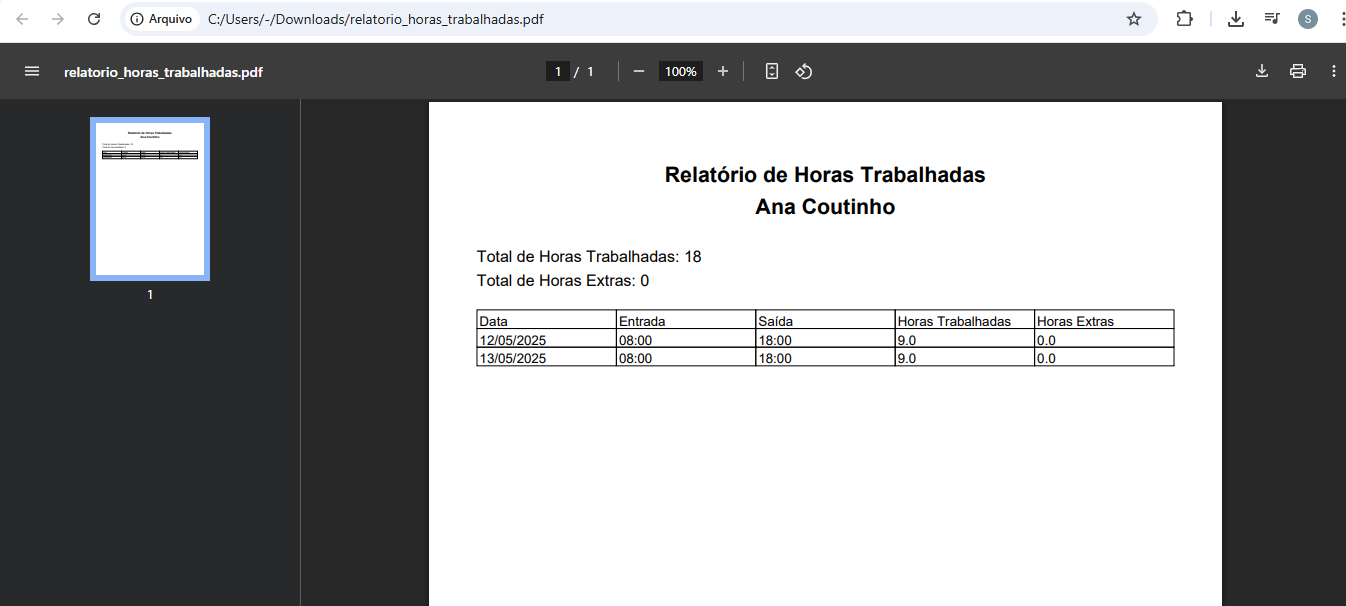 Arquivo C:/Users/-/Downloads/relatorio_horas_trabalhadas.pdf S
relatorio_horas_trabalhadas.pdf 1 / 1 100%
Relatório de Horas Trabalhadas
Ana Coutinho
Total de Horas Trabalhadas: 18
Total de Horas Extras: 0
Data Entrada Saída Horas Trabalhadas Horas Extras
12/05/2025 08:00 18:00 9.0 0.0
13/05/2025 08:00 18:00 9.0 0.0
1